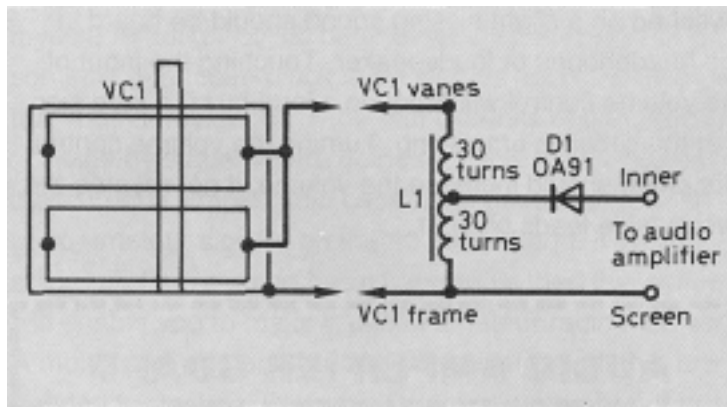 VC1
VC1 vanes
30
turns
L1
30
turns
D1
OA91
Inner
To audio
amplifier
Screen
VC1 frame